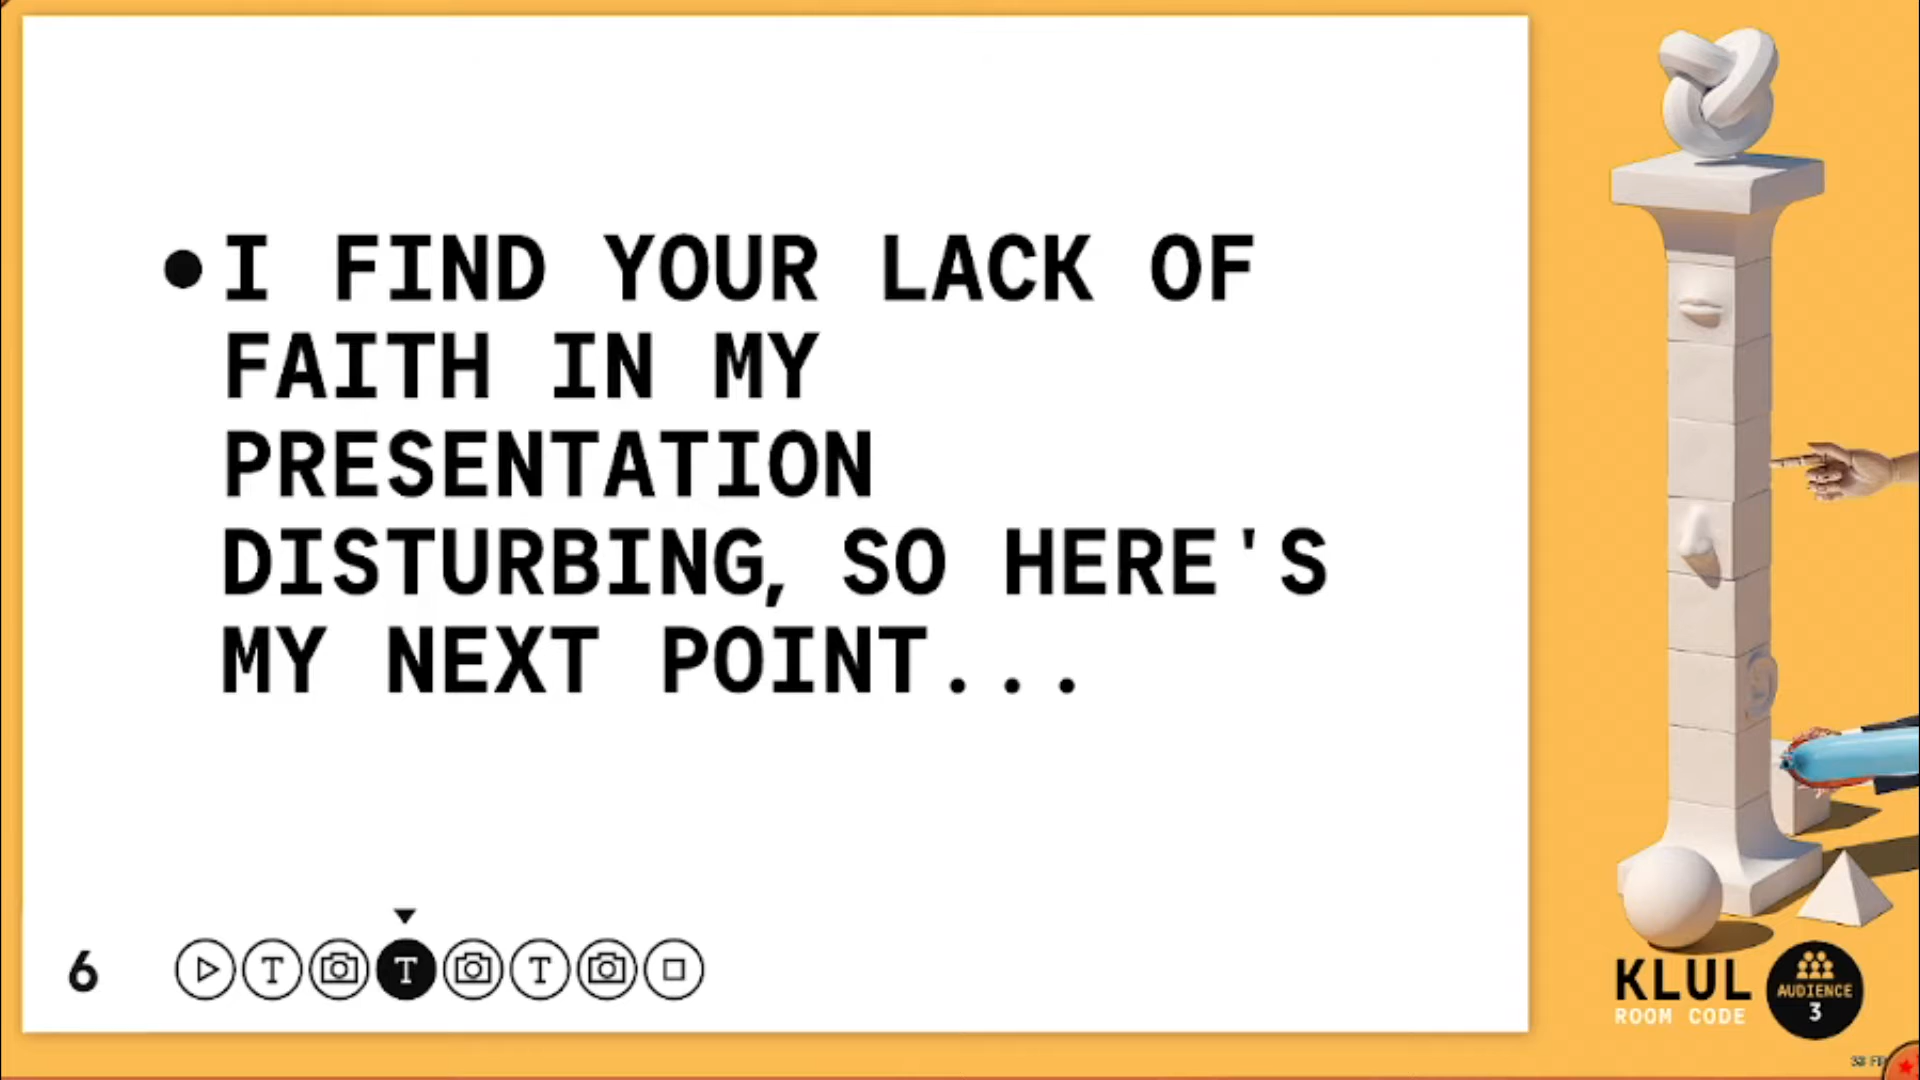 ● I FIND YOUR LACK OF
FAITH IN MY
PRESENTATION
DISTURBING, SO HERE'S
MY NEXT POINT...
6
T
T
T
KLUL
ROOM CODE
AUDIENCE
3